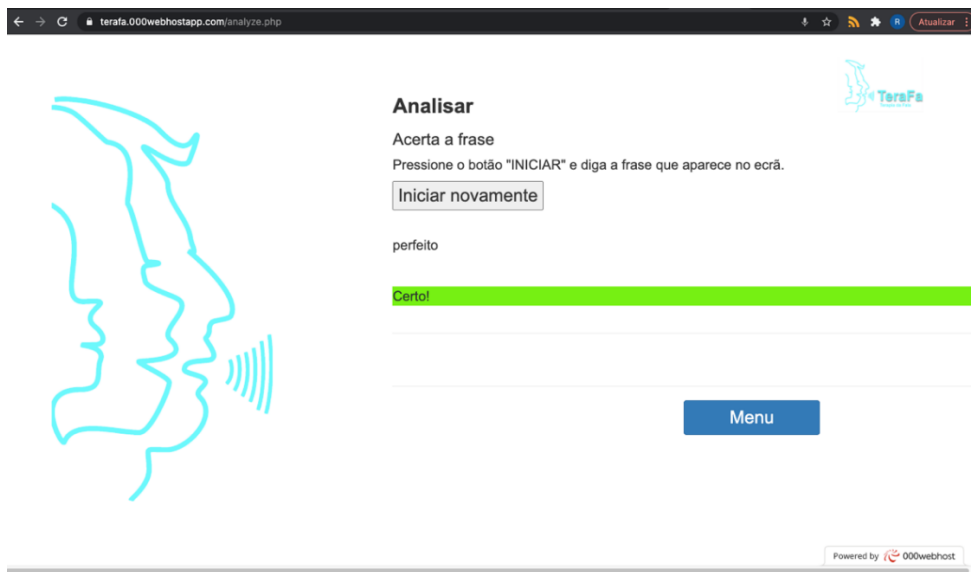 terafa.000webhostapp.com/analyze.php
R
Atualizar
TeraFa
Analisar
Acerta a frase
Pressione o botão "INICIAR" e diga a frase que aparece no ecrã.
Iniciar novamente
perfeito
Certo!
Menu
Powered by 000webhost